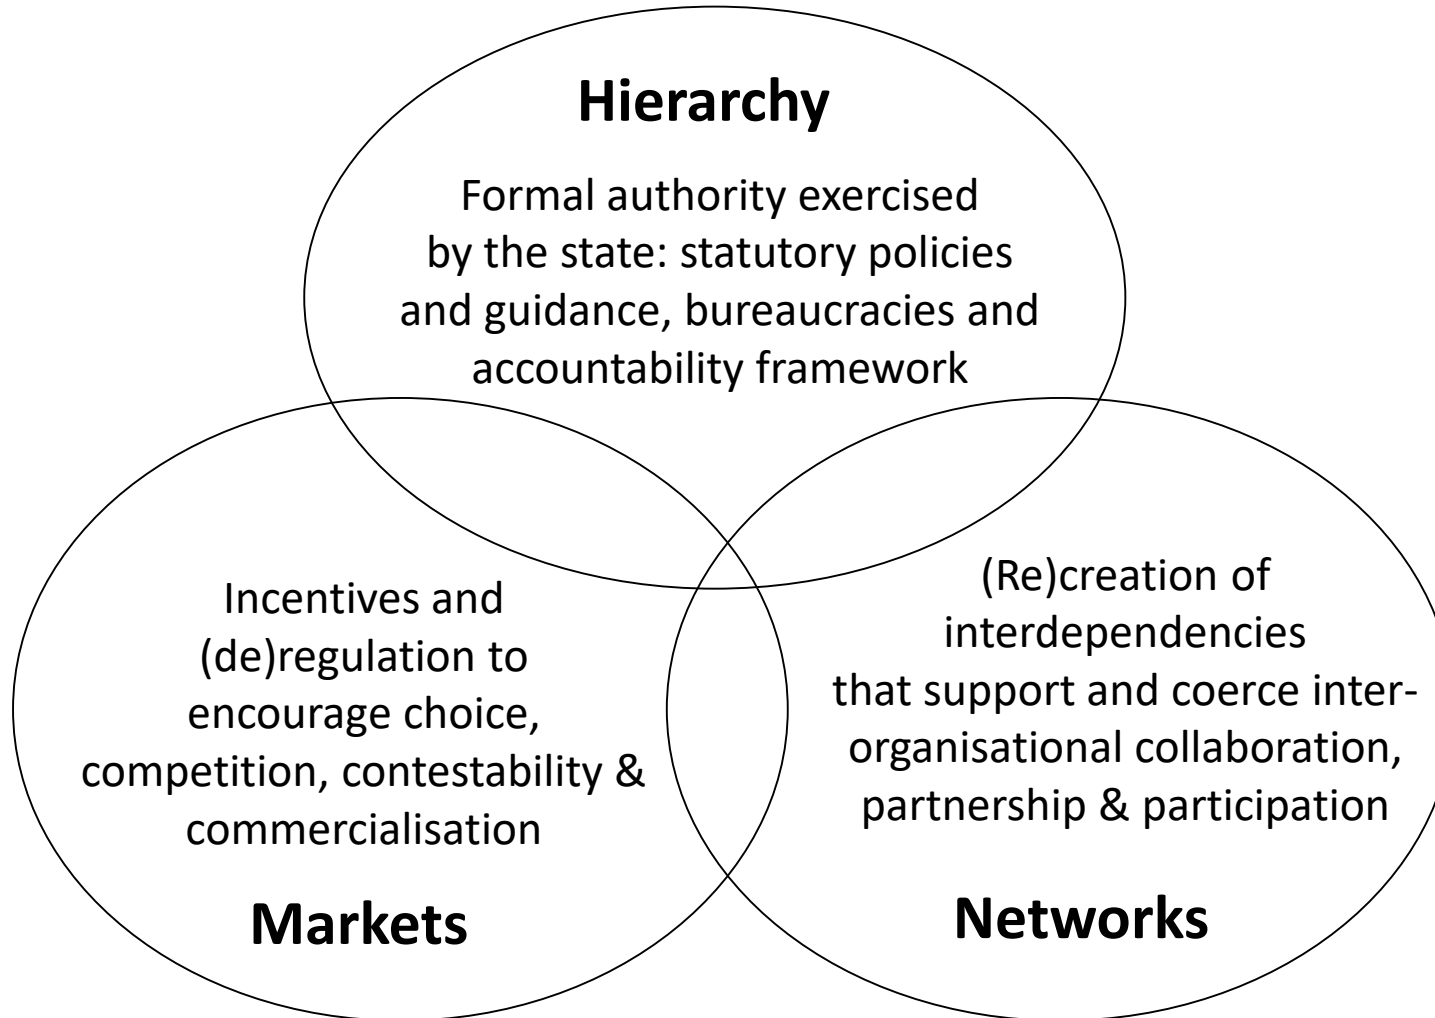 Hierarchy
Formal authority exercised
by the state: statutory policies
and guidance, bureaucracies and
accountability framework
Incentives and
(de)regulation to
encourage choice,
competition, contestability &
commercialisation
Markets
(Re)creation of
interdependencies
that support and coerce inter-
organisational collaboration,
partnership & participation
Networks